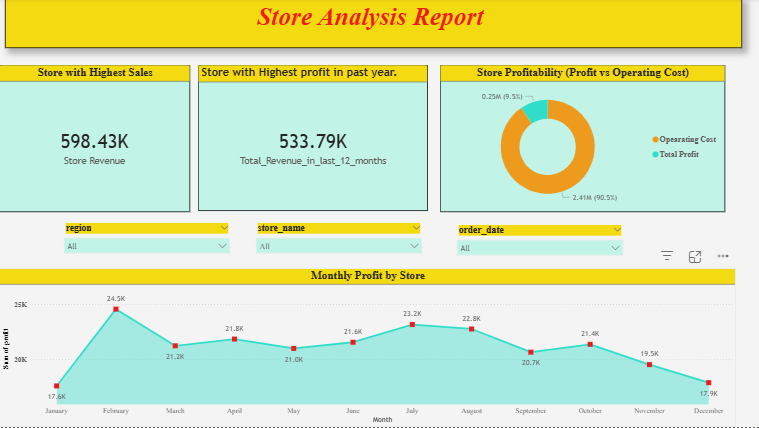 Store Analysis Report
Store with Highest Sales
Store with Highest profit in past year.
Store Profitability (Profit vs Operating Cost)
598.43K
Store Revenue
533.79K
Total_Revenue_in_last_12_months
0.25M (9.5%)
2.41M (90.5%)
Opearating Cost
Total Profit
region
All
store_name
All
order_date
All
Monthly Profit by Store
Sum of profit
25K
20K
17.6K
24.5K
21.2K
21.8K
21.0K
21.6K
23.2K
22.8K
20.7K
21.4K
19.5K
17.9K
January
February
March
April
May
June
July
August
September
October
November
December
Month